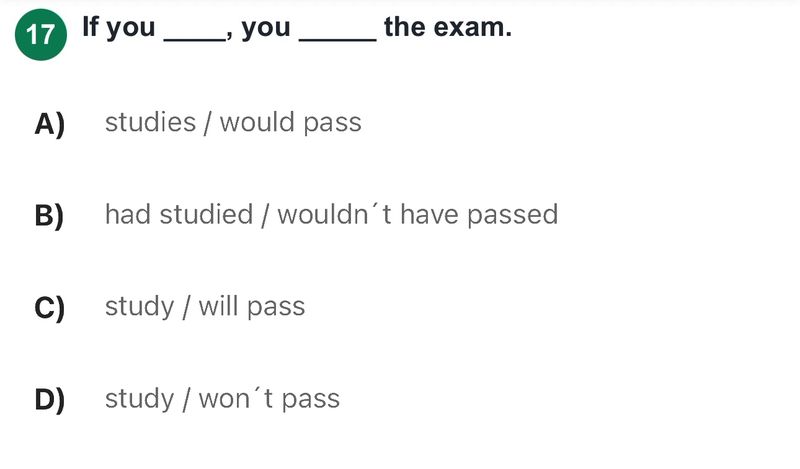 17 If you ____, you _____ the exam.
A) studies / would pass
B) had studied / wouldn´t have passed
C) study / will pass
D) study / won´t pass